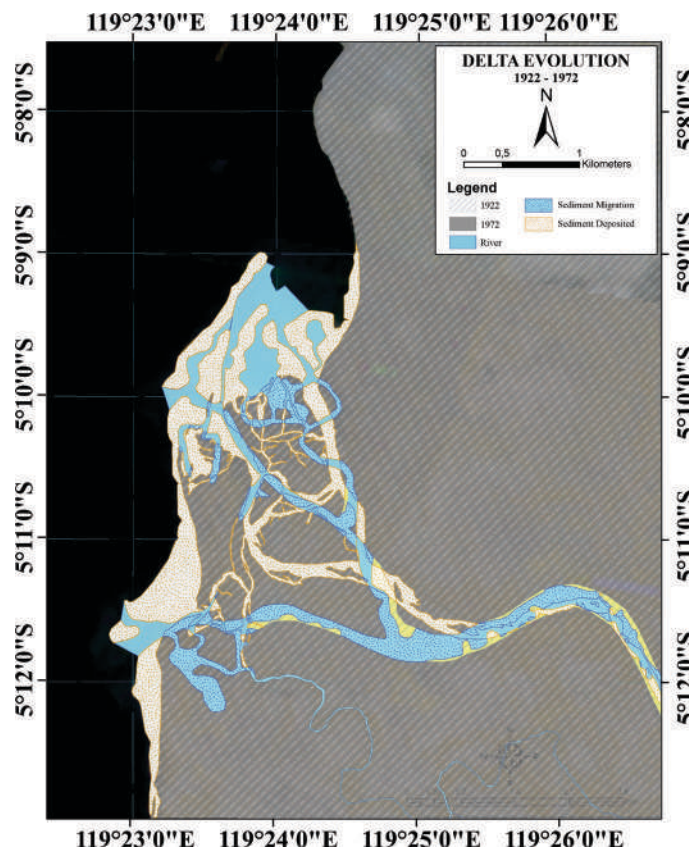 119°23'0"E 119°24'0"E 119°25'0"E 119°26'0"E
5°8'0"S 5°8'0"S
5°9'0"S 5°9'0"S
5°10'0"S 5°10'0"S
5°11'0"S 5°11'0"S
5°12'0"S 5°12'0"S
DELTA EVOLUTION
1922 - 1972
N
0 0,5 1
Kilometers
Legend
1922
1972
River
Sediment Migration
Sediment Deposited
119°23'0"E 119°24'0"E 119°25'0"E 119°26'0"E